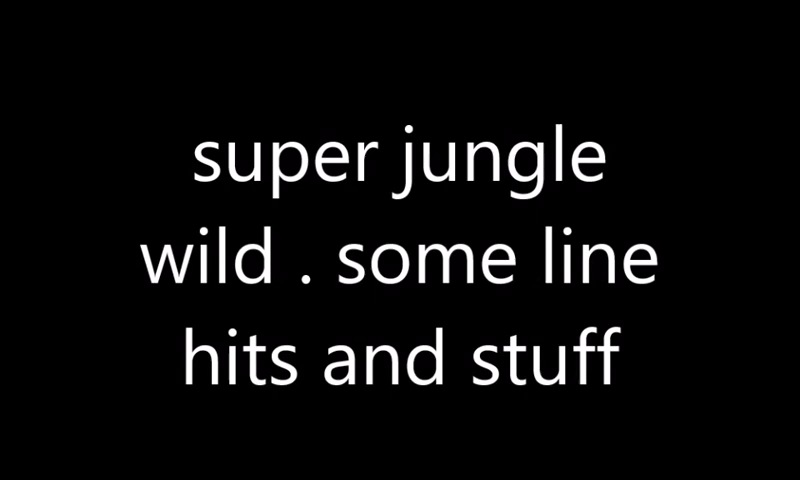 super jungle
wild . some line
hits and stuff